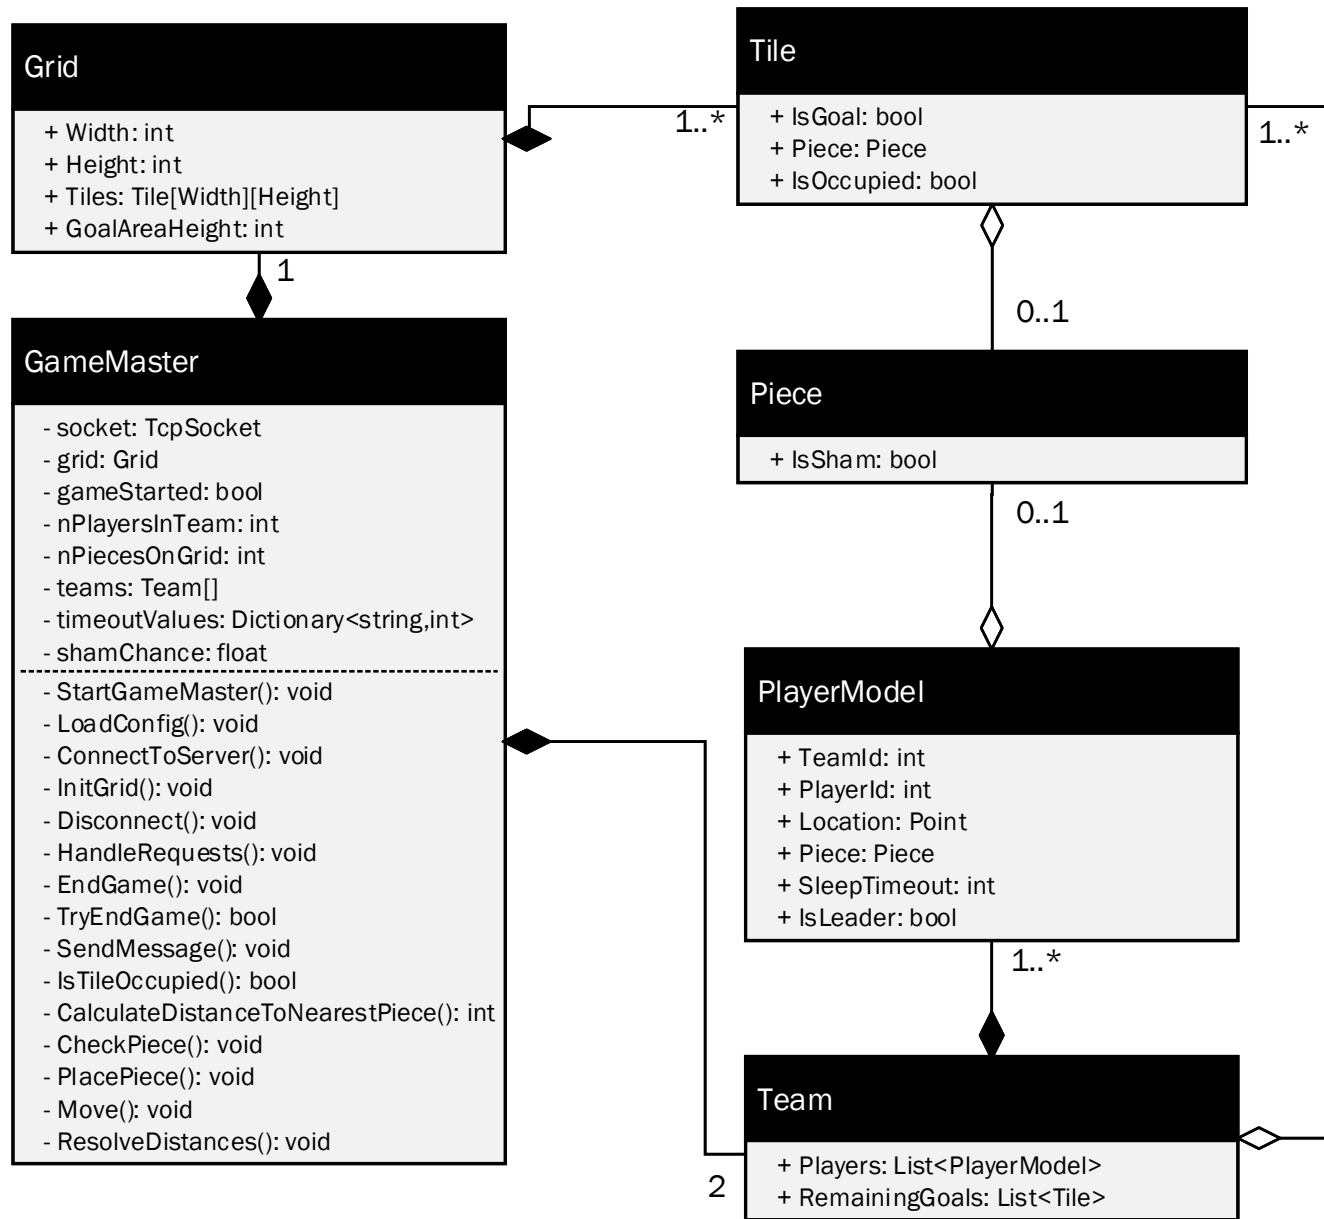 Grid
+ Width: int
+ Height: int
+ Tiles: Tile[Width][Height]
+ GoalAreaHeight: int
1..*
Tile
+ IsGoal: bool
+ Piece: Piece
+ IsOccupied: bool
1..*
1
0..1
GameMaster
- socket: TcpSocket
- grid: Grid
- gameStarted: bool
- nPlayersInTeam: int
- nPiecesOnGrid: int
- teams: Team[]
- timeoutValues: Dictionary<string,int>
- shamChance: float
- StartGameMaster(): void
- LoadConfig(): void
- ConnectToServer(): void
- InitGrid(): void
- Disconnect(): void
- HandleRequests(): void
- EndGame(): void
- TryEndGame(): bool
- SendMessage(): void
- IsTileOccupied(): bool
- CalculateDistanceToNearestPiece(): int
- CheckPiece(): void
- PlacePiece(): void
- Move(): void
- ResolveDistances(): void
Piece
+ IsSham: bool
0..1
PlayerModel
+ TeamId: int
+ PlayerId: int
+ Location: Point
+ Piece: Piece
+ SleepTimeout: int
+ IsLeader: bool
1..*
Team
+ Players: List<PlayerModel>
+ RemainingGoals: List<Tile>
2